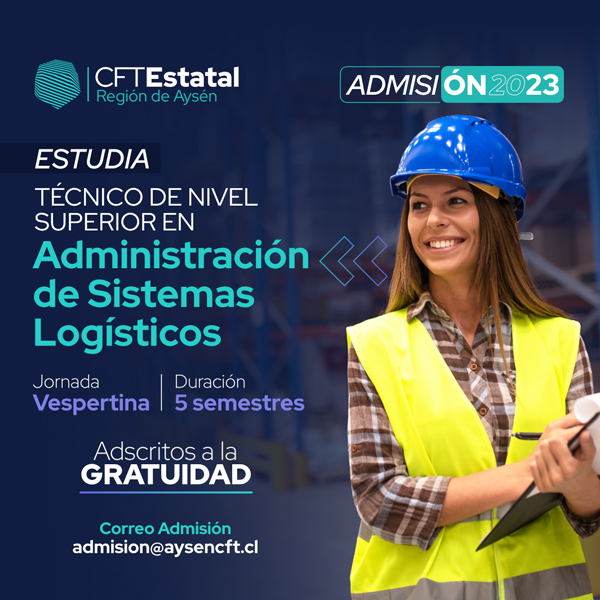 CFTEstatal
Región de Aysén
ADMISIÓN2023
ESTUDIA
TÉCNICO DE NIVEL
SUPERIOR EN
Administración
de Sistemas
Logísticos
Jornada
Vespertina
Duración
5 semestres
Adscritos a la
GRATUIDAD
Correo Admisión
admision@aysencft.cl